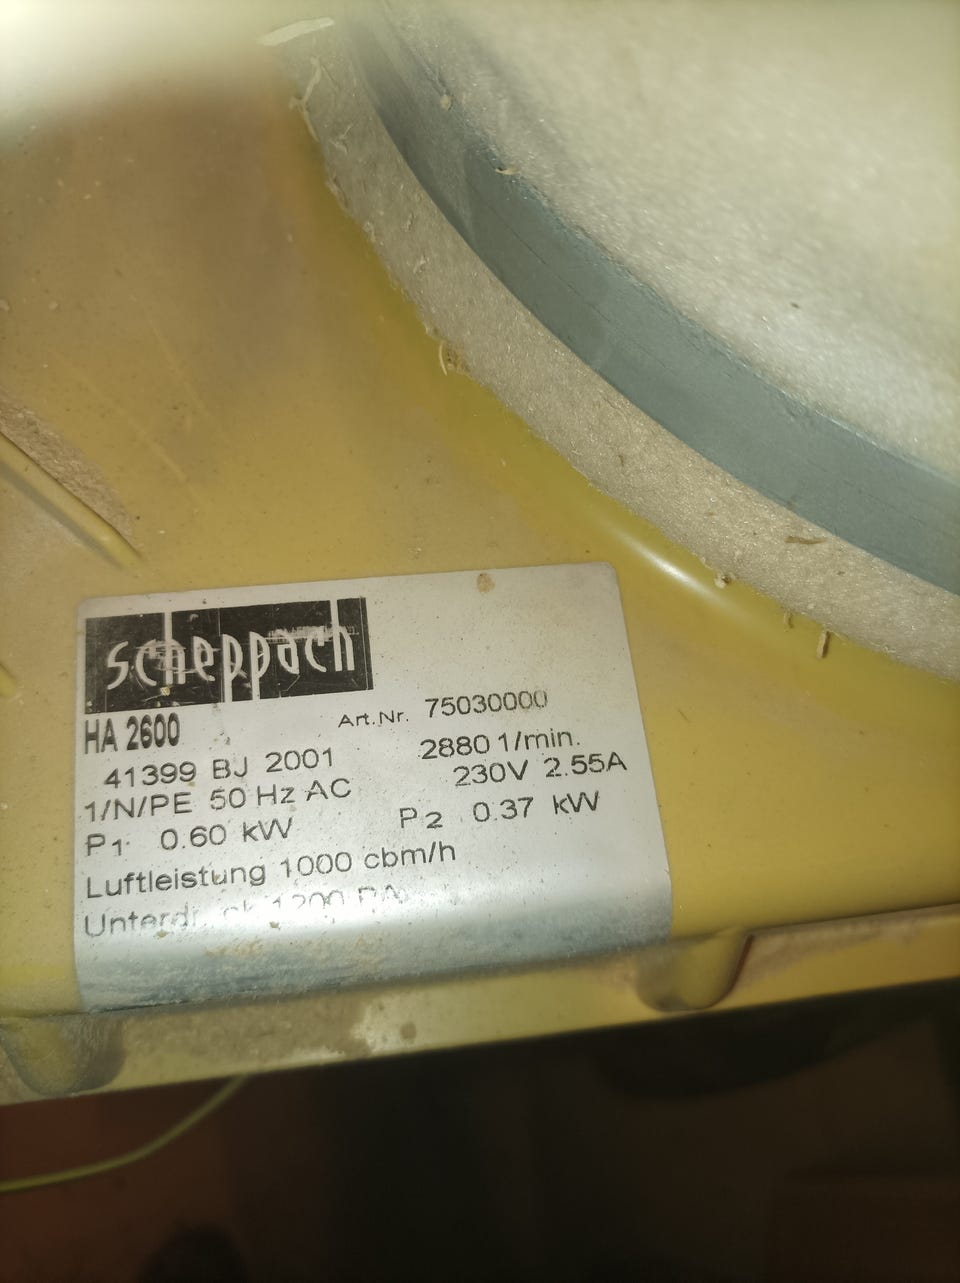 scheppach
HA 2600 Art.Nr. 75030000
41399 BJ 2001 2880 1/min.
1/N/PE 50 Hz AC 230V 2.55A
P1. 0.60 kW P2 0.37 kW
Luftleistung 1000 cbm/h
1200